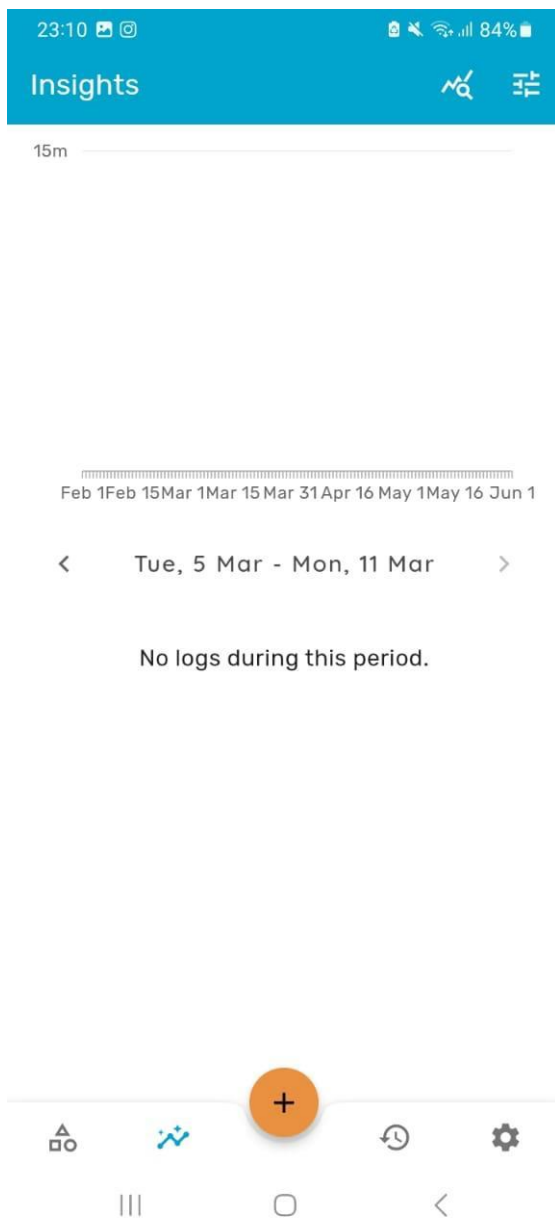 23:10 84%
Insights
15m
Feb 1Feb 15Mar 1Mar 15 Mar 31 Apr 16 May 1May 16 Jun 1
Tue, 5 Mar - Mon, 11 Mar
No logs during this period.